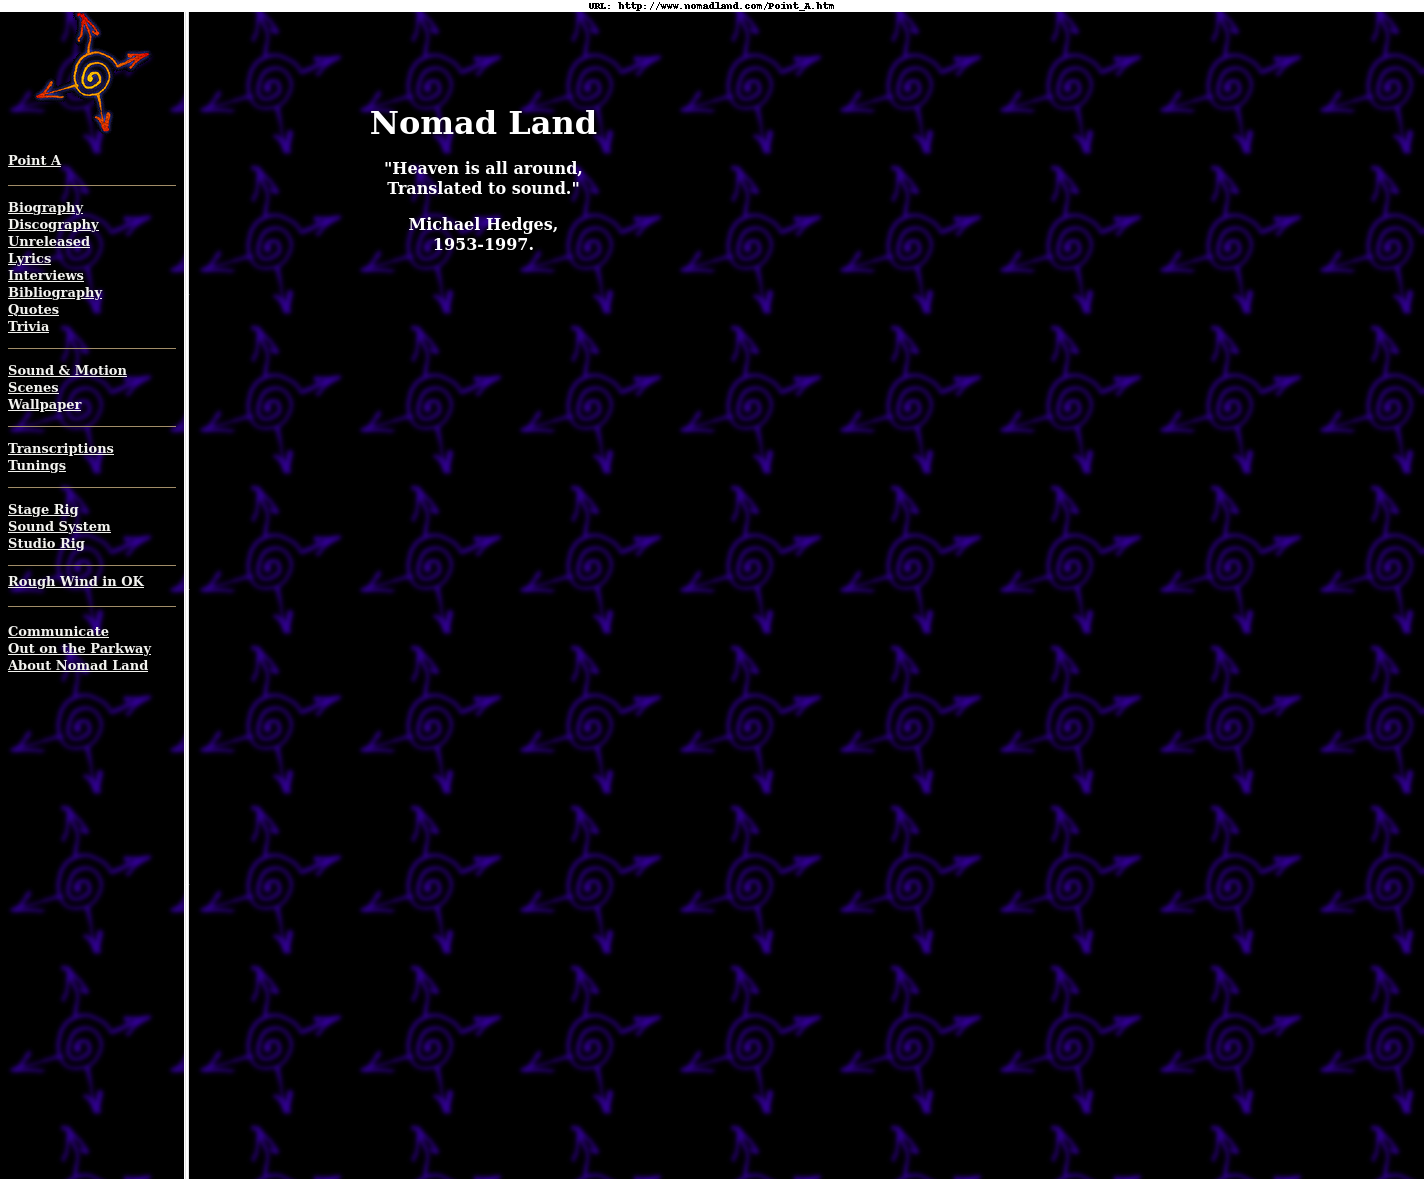 URL: http://www.nomadland.com/Point_A.htm
Point A
Biography
Discography
Unreleased
Lyrics
Interviews
Bibliography
Quotes
Trivia
Sound & Motion
Scenes
Wallpaper
Transcriptions
Tunings
Stage Rig
Sound System
Studio Rig
Rough Wind in OK
Communicate
Out on the Parkway
About Nomad Land
Nomad Land
"Heaven is all around,
Translated to sound."
Michael Hedges,
1953-1997.